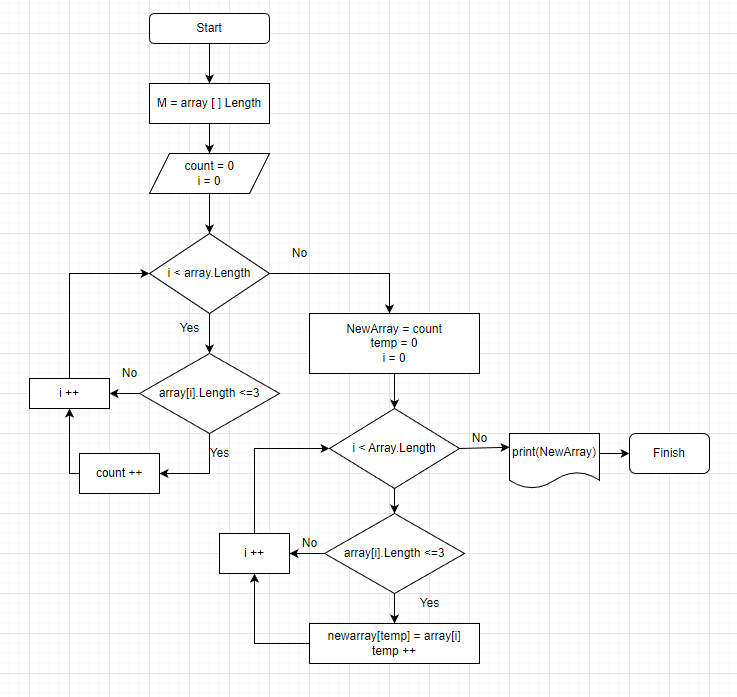 Start
M = array [ ] Length
count = 0
i = 0
i < array.Length
No
Yes
array[i].Length <=3
No
i ++
Yes
count ++
NewArray = count
temp = 0
i = 0
i < Array.Length
No
print(NewArray)
Finish
array[i].Length <=3
No
i ++
Yes
newarray[temp] = array[i]
temp ++